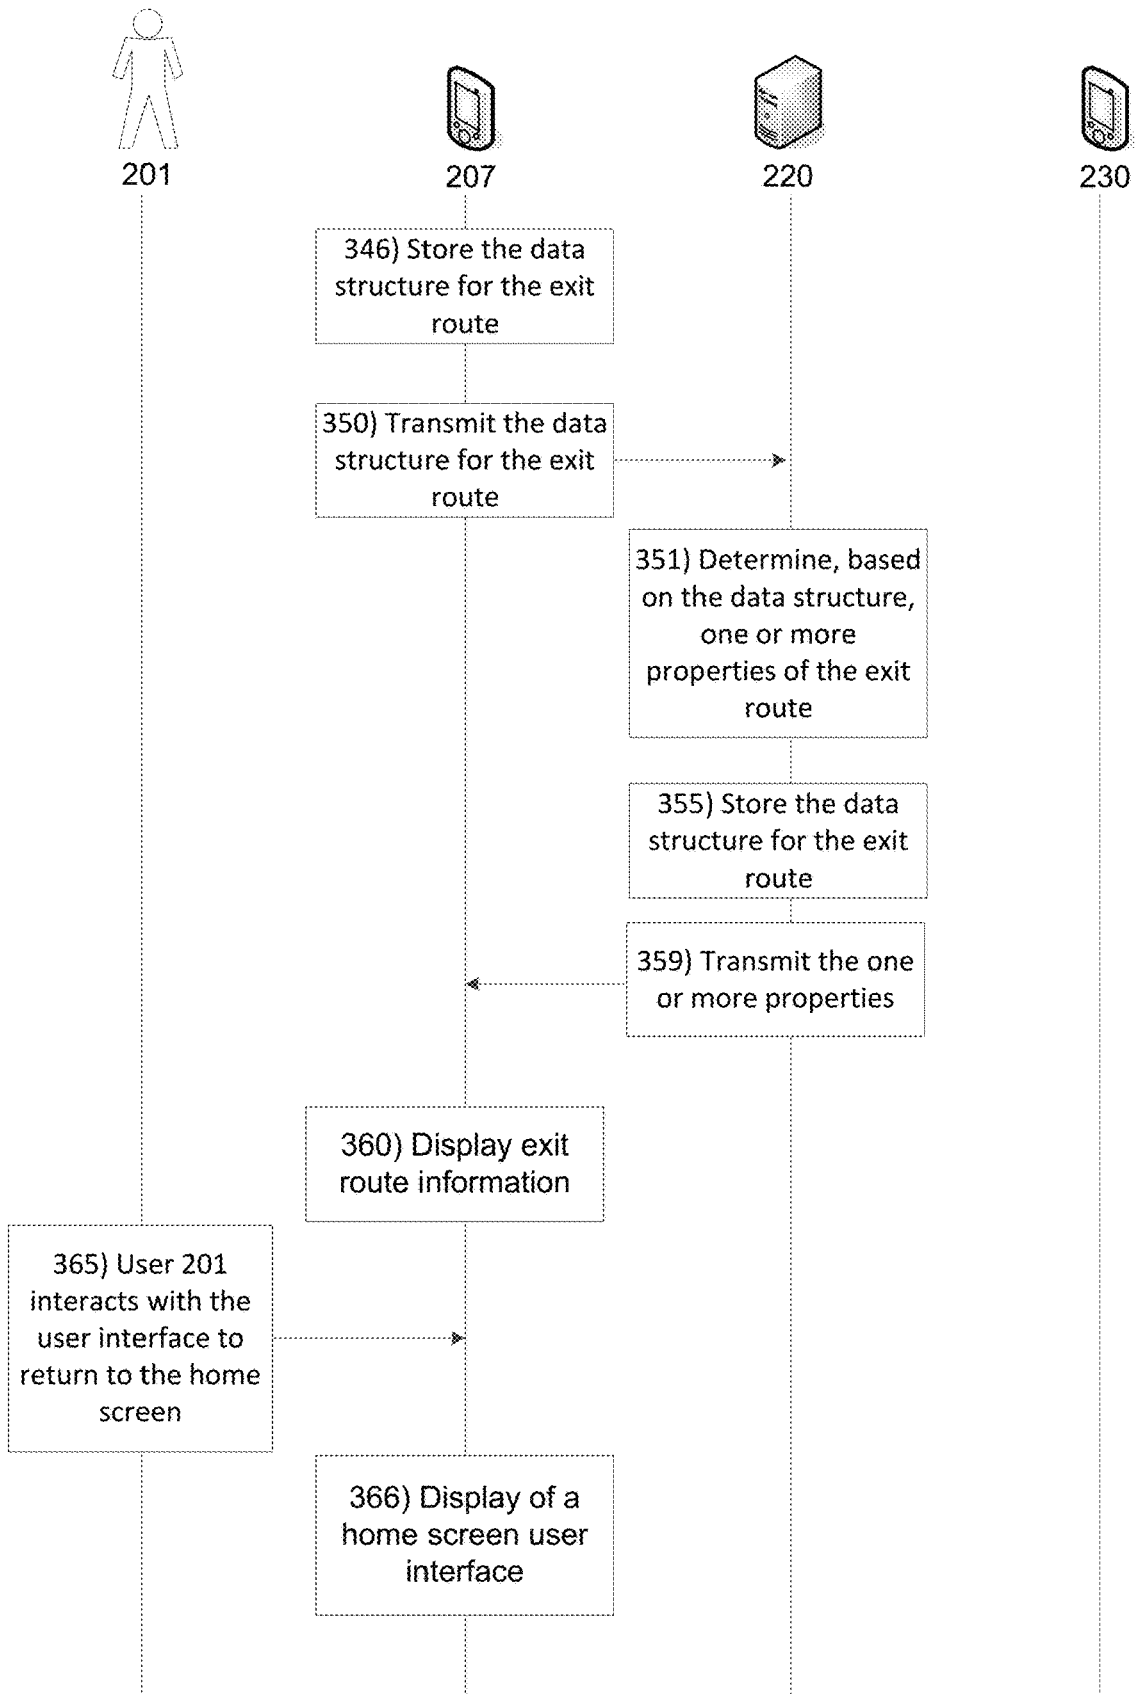 201
207
220
230
346) Store the data
structure for the exit
route
350) Transmit the data
structure for the exit
route
351) Determine, based
on the data structure,
one or more
properties of the exit
route
355) Store the data
structure for the exit
route
359) Transmit the one
or more properties
360) Display exit
route information
365) User 201
interacts with the
user interface to
return to the home
screen
366) Display of a
home screen user
interface